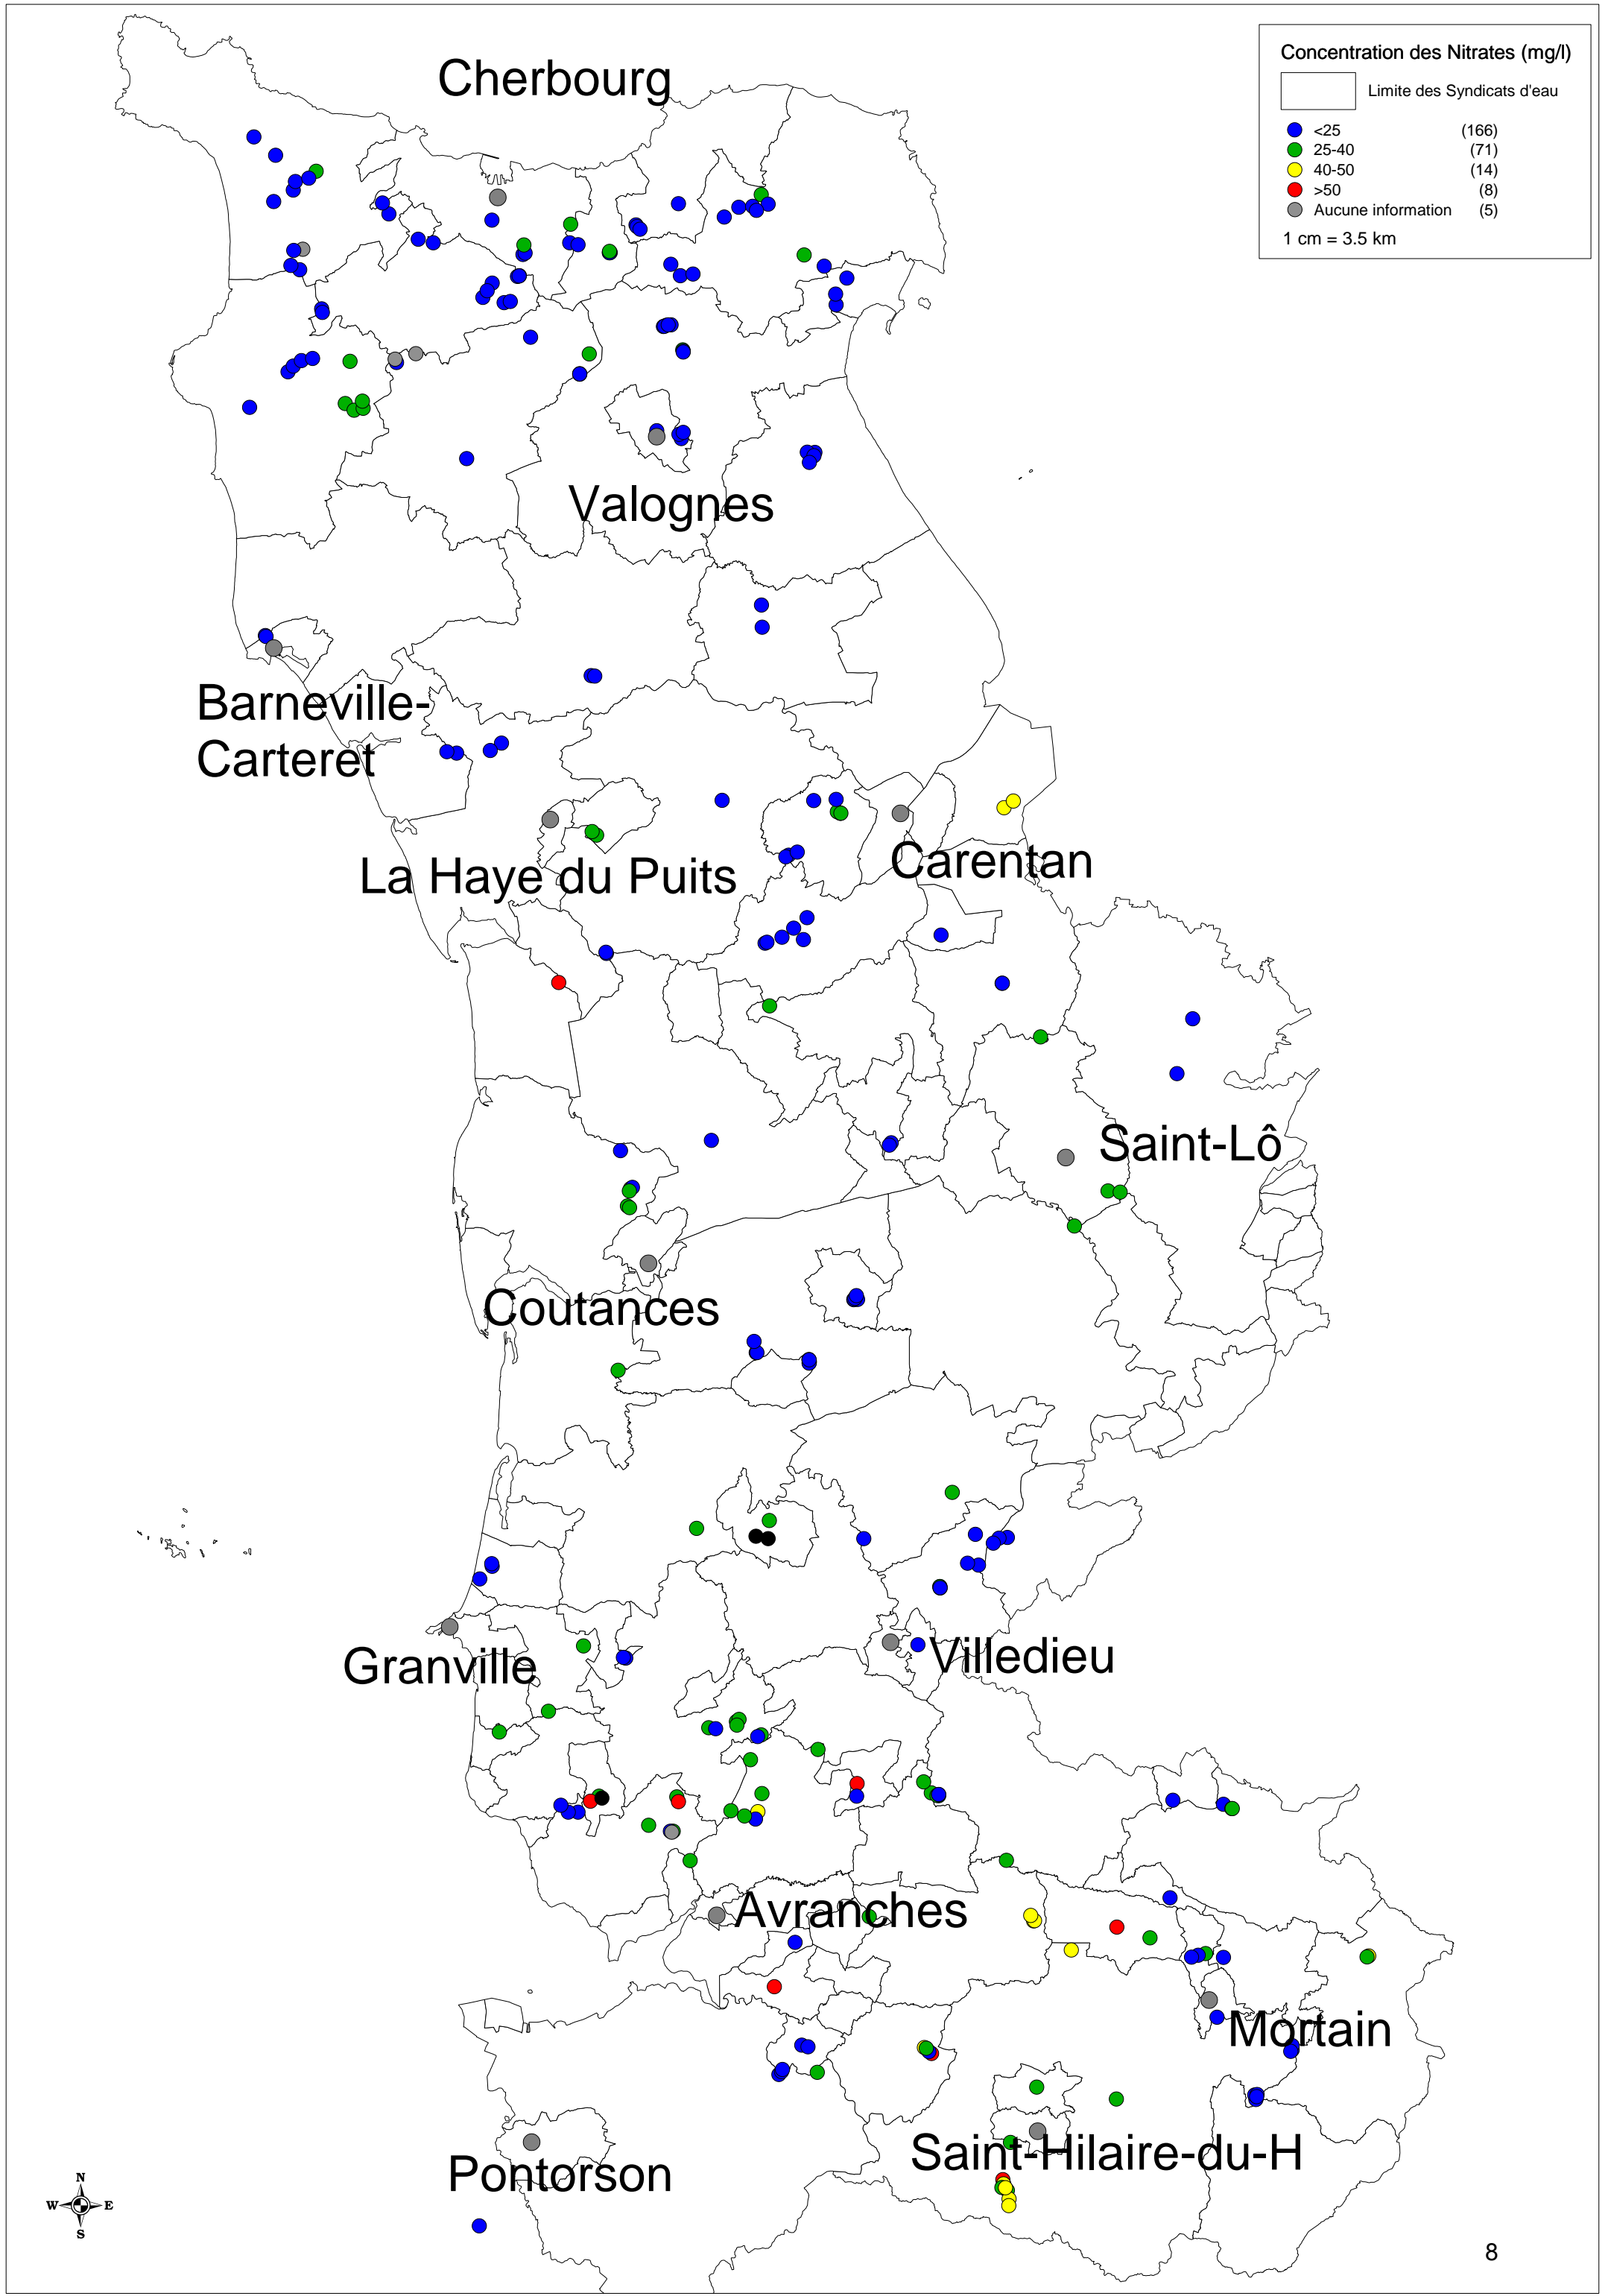 Concentration des Nitrates (mg/l)
Limite des Syndicats d'eau
<25 (166)
25-40 (71)
40-50 (14)
>50 (8)
Aucune information (5)
1 cm = 3.5 km
Cherbourg
Valognes
Barneville-
Carteret
La Haye du Puits
Carentan
Saint-Lô
Coutances
Granville
Villedieu
Avranches
Mortain
Saint-Hilaire-du-H
Pontorson
N
W E
S
8